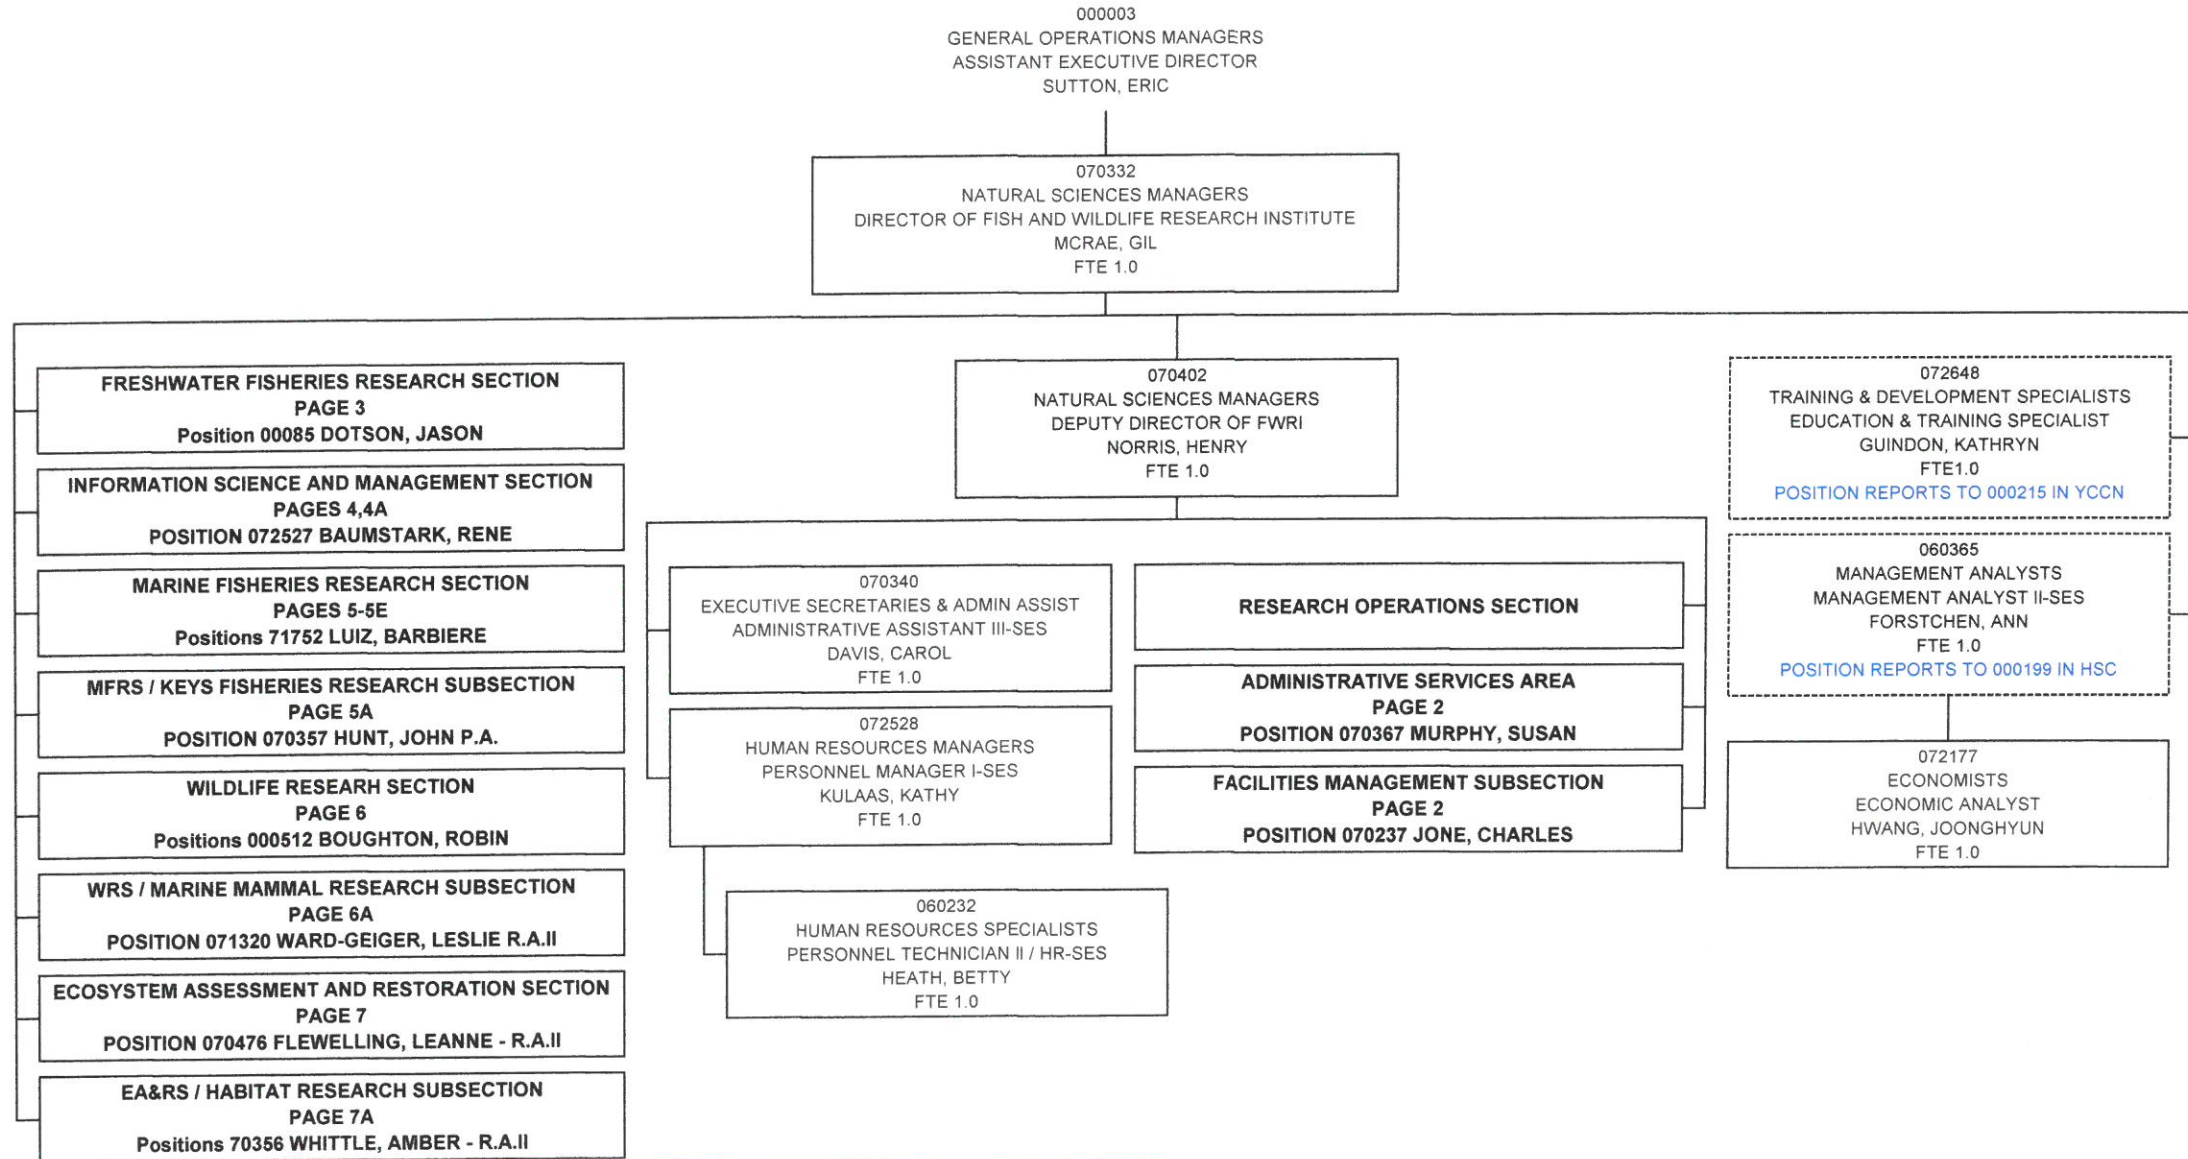 000003
GENERAL OPERATIONS MANAGERS
ASSISTANT EXECUTIVE DIRECTOR
SUTTON, ERIC
070332
NATURAL SCIENCES MANAGERS
DIRECTOR OF FISH AND WILDLIFE RESEARCH INSTITUTE
MCRAE, GIL
FTE 1.0
FRESHWATER FISHERIES RESEARCH SECTION
PAGE 3
Position 00085 DOTSON, JASON
INFORMATION SCIENCE AND MANAGEMENT SECTION
PAGES 4,4A
POSITION 072527 BAUMSTARK, RENE
MARINE FISHERIES RESEARCH SECTION
PAGES 5-5E
Positions 71752 LUIZ, BARBIERE
MFRS / KEYS FISHERIES RESEARCH SUBSECTION
PAGE 5A
POSITION 070357 HUNT, JOHN P.A.
WILDLIFE RESEARH SECTION
PAGE 6
Positions 000512 BOUGHTON, ROBIN
WRS / MARINE MAMMAL RESEARCH SUBSECTION
PAGE 6A
POSITION 071320 WARD-GEIGER, LESLIE R.A.II
ECOSYSTEM ASSESSMENT AND RESTORATION SECTION
PAGE 7
POSITION 070476 FLEWELLING, LEANNE - R.A.II
EA&RS / HABITAT RESEARCH SUBSECTION
PAGE 7A
Positions 70356 WHITTLE, AMBER - R.A.II
070402
NATURAL SCIENCES MANAGERS
DEPUTY DIRECTOR OF FWRI
NORRIS, HENRY
FTE 1.0
070340
EXECUTIVE SECRETARIES & ADMIN ASSIST
ADMINISTRATIVE ASSISTANT III-SES
DAVIS, CAROL
FTE 1.0
072528
HUMAN RESOURCES MANAGERS
PERSONNEL MANAGER I-SES
KULAAS, KATHY
FTE 1.0
060232
HUMAN RESOURCES SPECIALISTS
PERSONNEL TECHNICIAN II / HR-SES
HEATH, BETTY
FTE 1.0
RESEARCH OPERATIONS SECTION
ADMINISTRATIVE SERVICES AREA
PAGE 2
POSITION 070367 MURPHY, SUSAN
FACILITIES MANAGEMENT SUBSECTION
PAGE 2
POSITION 070237 JONE, CHARLES
072648
TRAINING & DEVELOPMENT SPECIALISTS
EDUCATION & TRAINING SPECIALIST
GUINDON, KATHRYN
FTE1.0
POSITION REPORTS TO 000215 IN YCCN
060365
MANAGEMENT ANALYSTS
MANAGEMENT ANALYST II-SES
FORSTCHEN, ANN
FTE 1.0
POSITION REPORTS TO 000199 IN HSC
072177
ECONOMISTS
ECONOMIC ANALYST
HWANG, JOONGHYUN
FTE 1.0